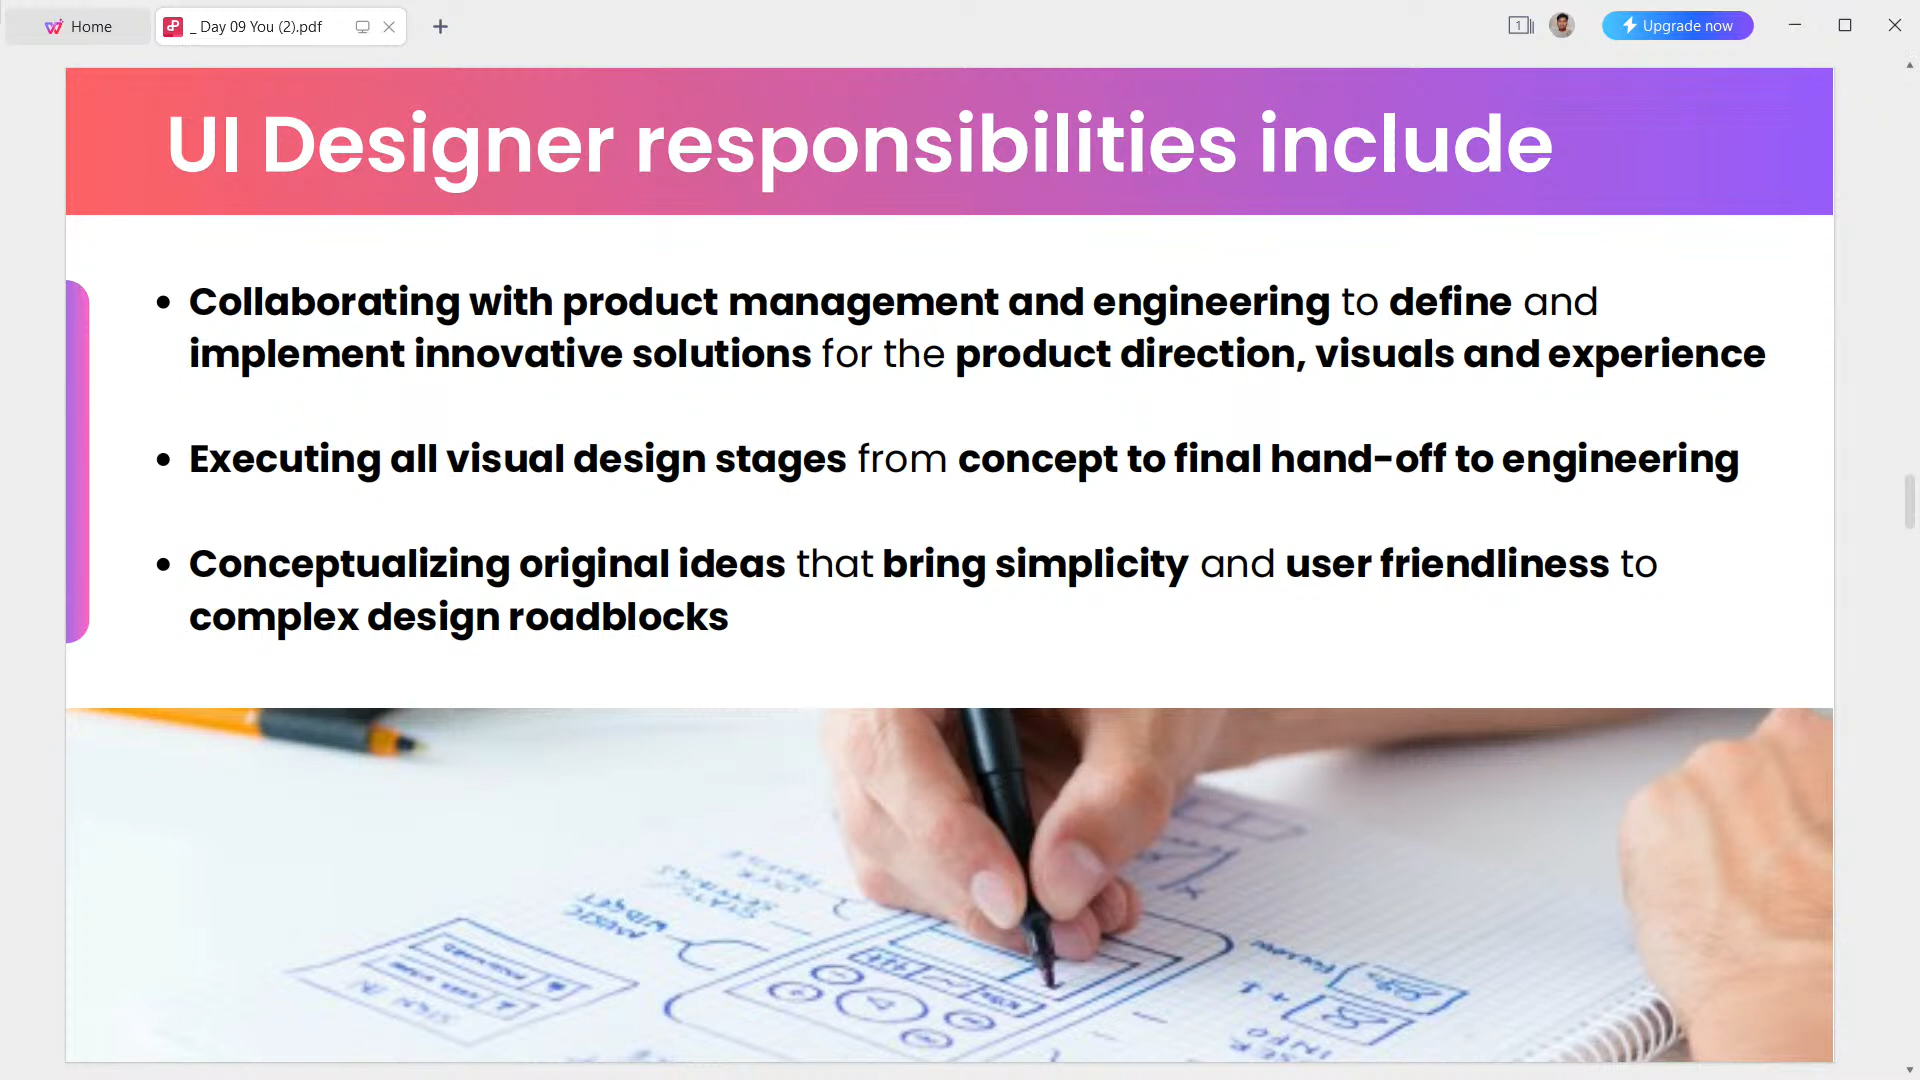 Home
_ Day 09 You (2).pdf
1
Upgrade now
UI Designer responsibilities include
• Collaborating with product management and engineering to define and
implement innovative solutions for the product direction, visuals and experience
• Executing all visual design stages from concept to final hand-off to engineering
• Conceptualizing original ideas that bring simplicity and user friendliness to
complex design roadblocks
MUSIC
WIDGET